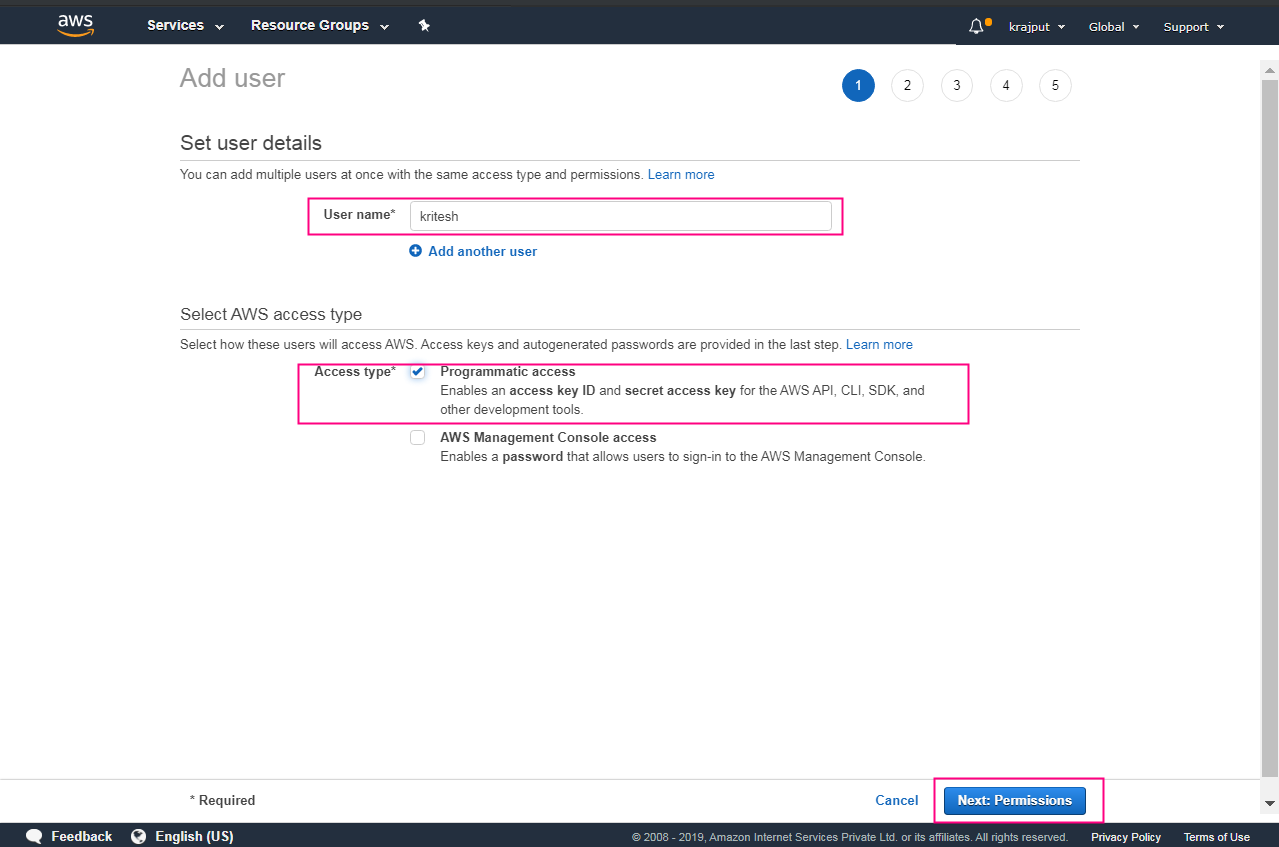 aws
Services
Resource Groups
krajput
Global
Support
Add user
1
2
3
4
5
Set user details
You can add multiple users at once with the same access type and permissions. Learn more
User name*
kritesh
Add another user
Select AWS access type
Select how these users will access AWS. Access keys and autogenerated passwords are provided in the last step. Learn more
Access type*
Programmatic access
Enables an access key ID and secret access key for the AWS API, CLI, SDK, and
other development tools.
AWS Management Console access
Enables a password that allows users to sign-in to the AWS Management Console.
* Required
Cancel
Next: Permissions
Feedback
English (US)
© 2008 - 2019, Amazon Internet Services Private Ltd. or its affiliates. All rights reserved.
Privacy Policy
Terms of Use